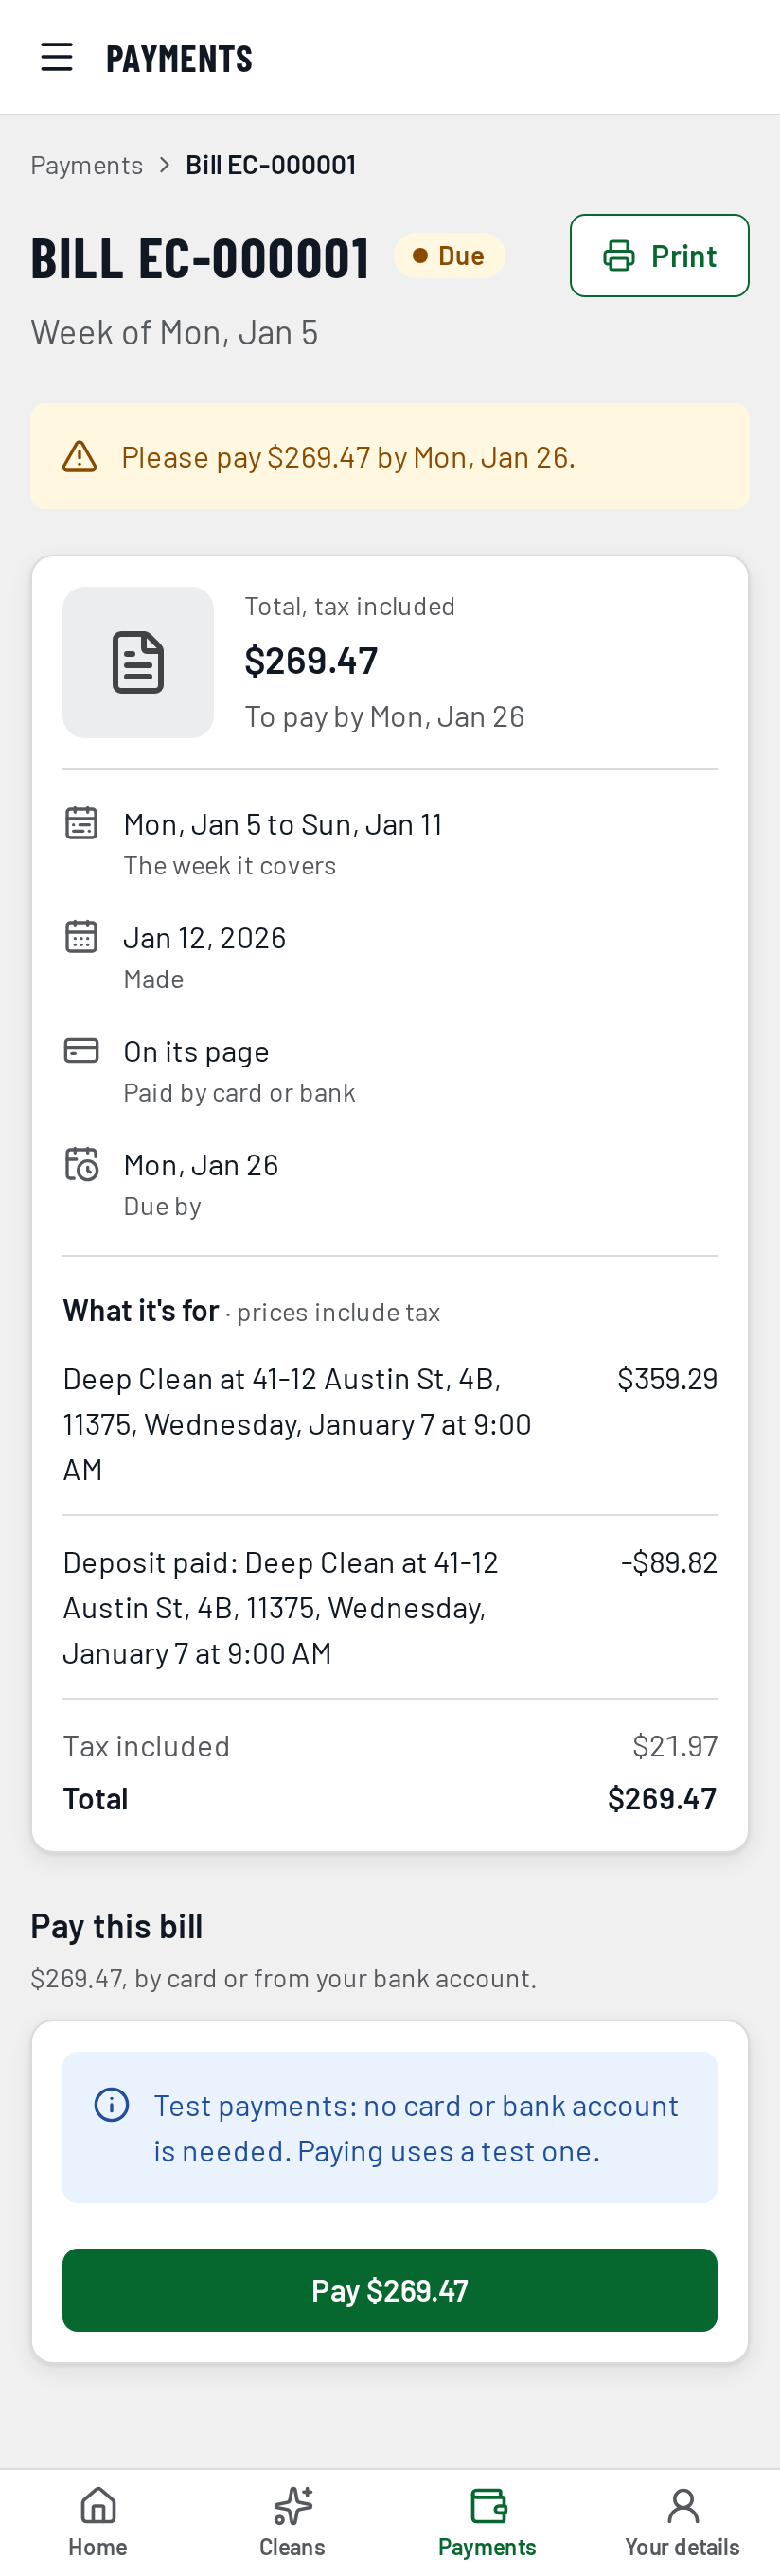 PAYMENTS
Payments > Bill EC-000001
BILL EC-000001
Due
Print
Week of Mon, Jan 5
Please pay $269.47 by Mon, Jan 26.
Total, tax included
$269.47
To pay by Mon, Jan 26
Mon, Jan 5 to Sun, Jan 11
The week it covers
Jan 12, 2026
Made
On its page
Paid by card or bank
Mon, Jan 26
Due by
What it's for · prices include tax
Deep Clean at 41-12 Austin St, 4B, $359.29
11375, Wednesday, January 7 at 9:00
AM
Deposit paid: Deep Clean at 41-12 -$89.82
Austin St, 4B, 11375, Wednesday,
January 7 at 9:00 AM
Tax included $21.97
Total $269.47
Pay this bill
$269.47, by card or from your bank account.
Test payments: no card or bank account
is needed. Paying uses a test one.
Pay $269.47
Home
Cleans
Payments
Your details